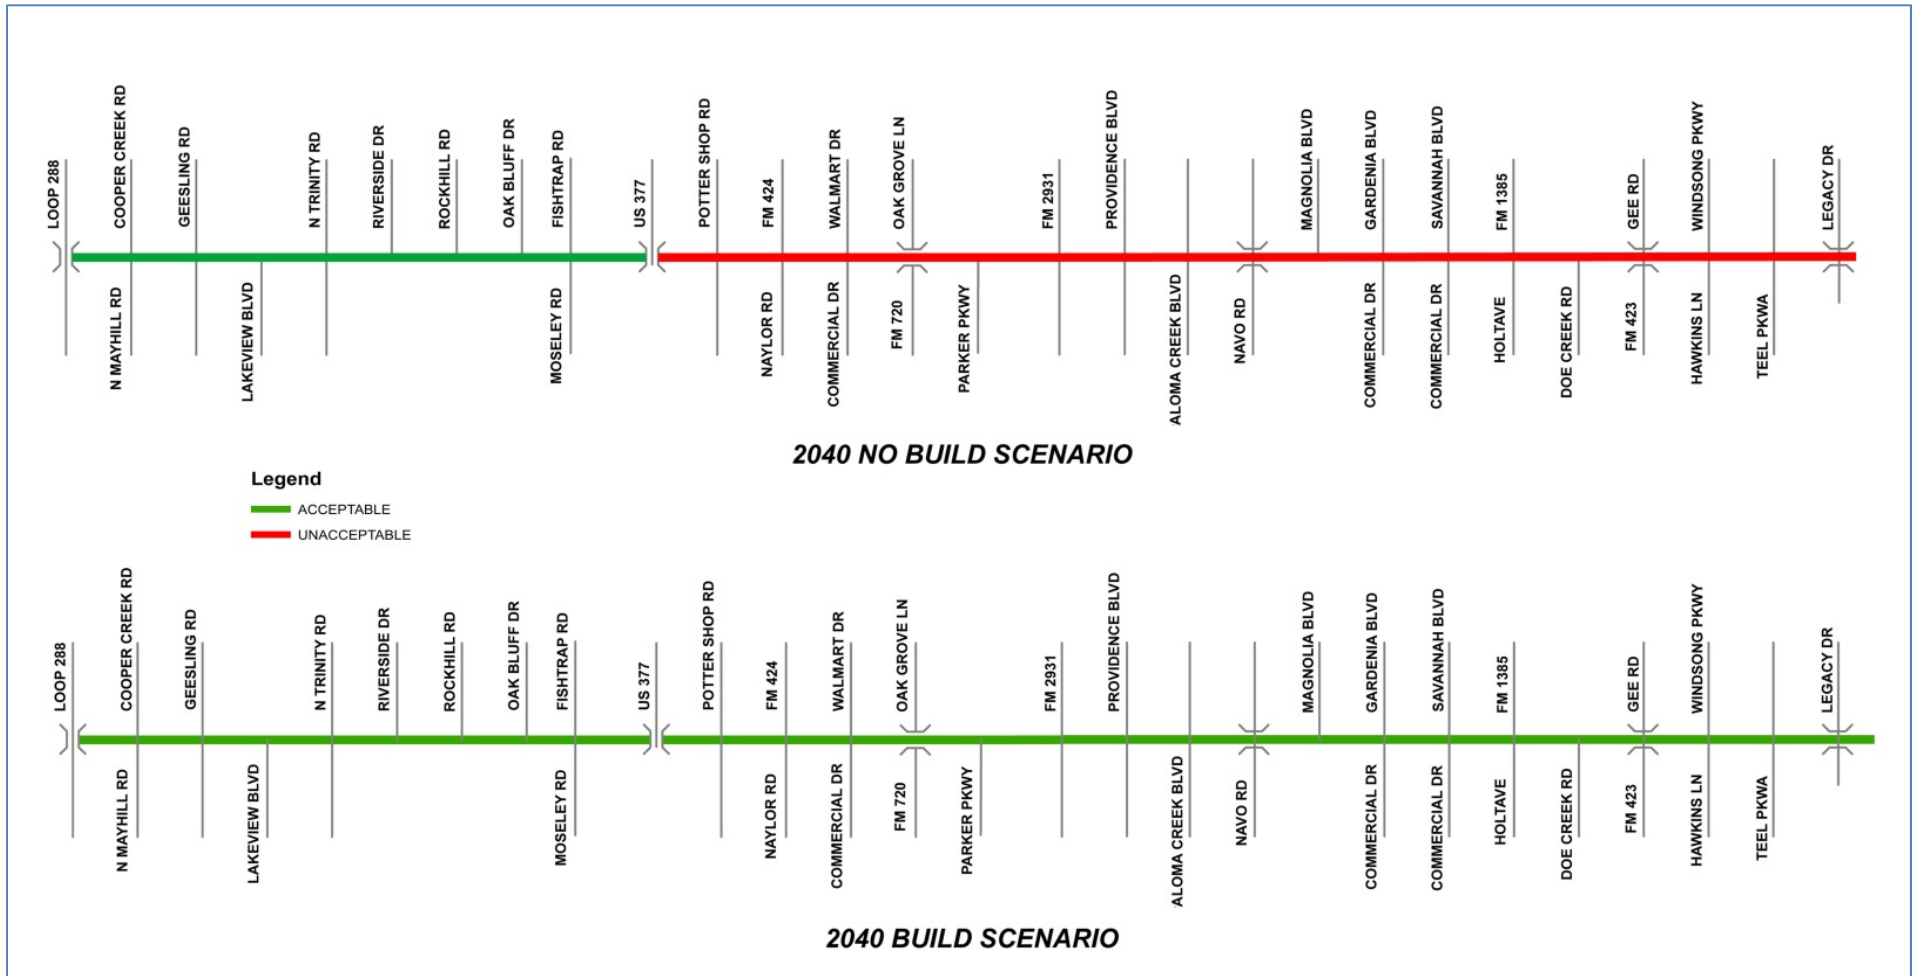 LOOP 288
COOPER CREEK RD
GEESLING RD
N TRINITY RD
RIVERSIDE DR
ROCKHILL RD
OAK BLUFF DR
FISHTRAP RD
US 377
POTTER SHOP RD
FM 424
WALMART DR
OAK GROVE LN
FM 2931
PROVIDENCE BLVD
MAGNOLIA BLVD
GARDENIA BLVD
SAVANNAH BLVD
FM 1385
GEE RD
WINDSONG PKWY
LEGACY DR
N MAYHILL RD
LAKEVIEW BLVD
MOSELEY RD
NAYLOR RD
COMMERCIAL DR
FM 720
PARKER PKWY
ALOMA CREEK BLVD
NAVO RD
COMMERCIAL DR
COMMERCIAL DR
HOLTAVE
DOE CREEK RD
FM 423
HAWKINS LN
TEEL PKWA
2040 NO BUILD SCENARIO
Legend
ACCEPTABLE
UNACCEPTABLE
LOOP 288
COOPER CREEK RD
GEESLING RD
N TRINITY RD
RIVERSIDE DR
ROCKHILL RD
OAK BLUFF DR
FISHTRAP RD
US 377
POTTER SHOP RD
FM 424
WALMART DR
OAK GROVE LN
FM 2931
PROVIDENCE BLVD
MAGNOLIA BLVD
GARDENIA BLVD
SAVANNAH BLVD
FM 1385
GEE RD
WINDSONG PKWY
LEGACY DR
N MAYHILL RD
LAKEVIEW BLVD
MOSELEY RD
NAYLOR RD
COMMERCIAL DR
FM 720
PARKER PKWY
ALOMA CREEK BLVD
NAVO RD
COMMERCIAL DR
COMMERCIAL DR
HOLTAVE
DOE CREEK RD
FM 423
HAWKINS LN
TEEL PKWA
2040 BUILD SCENARIO